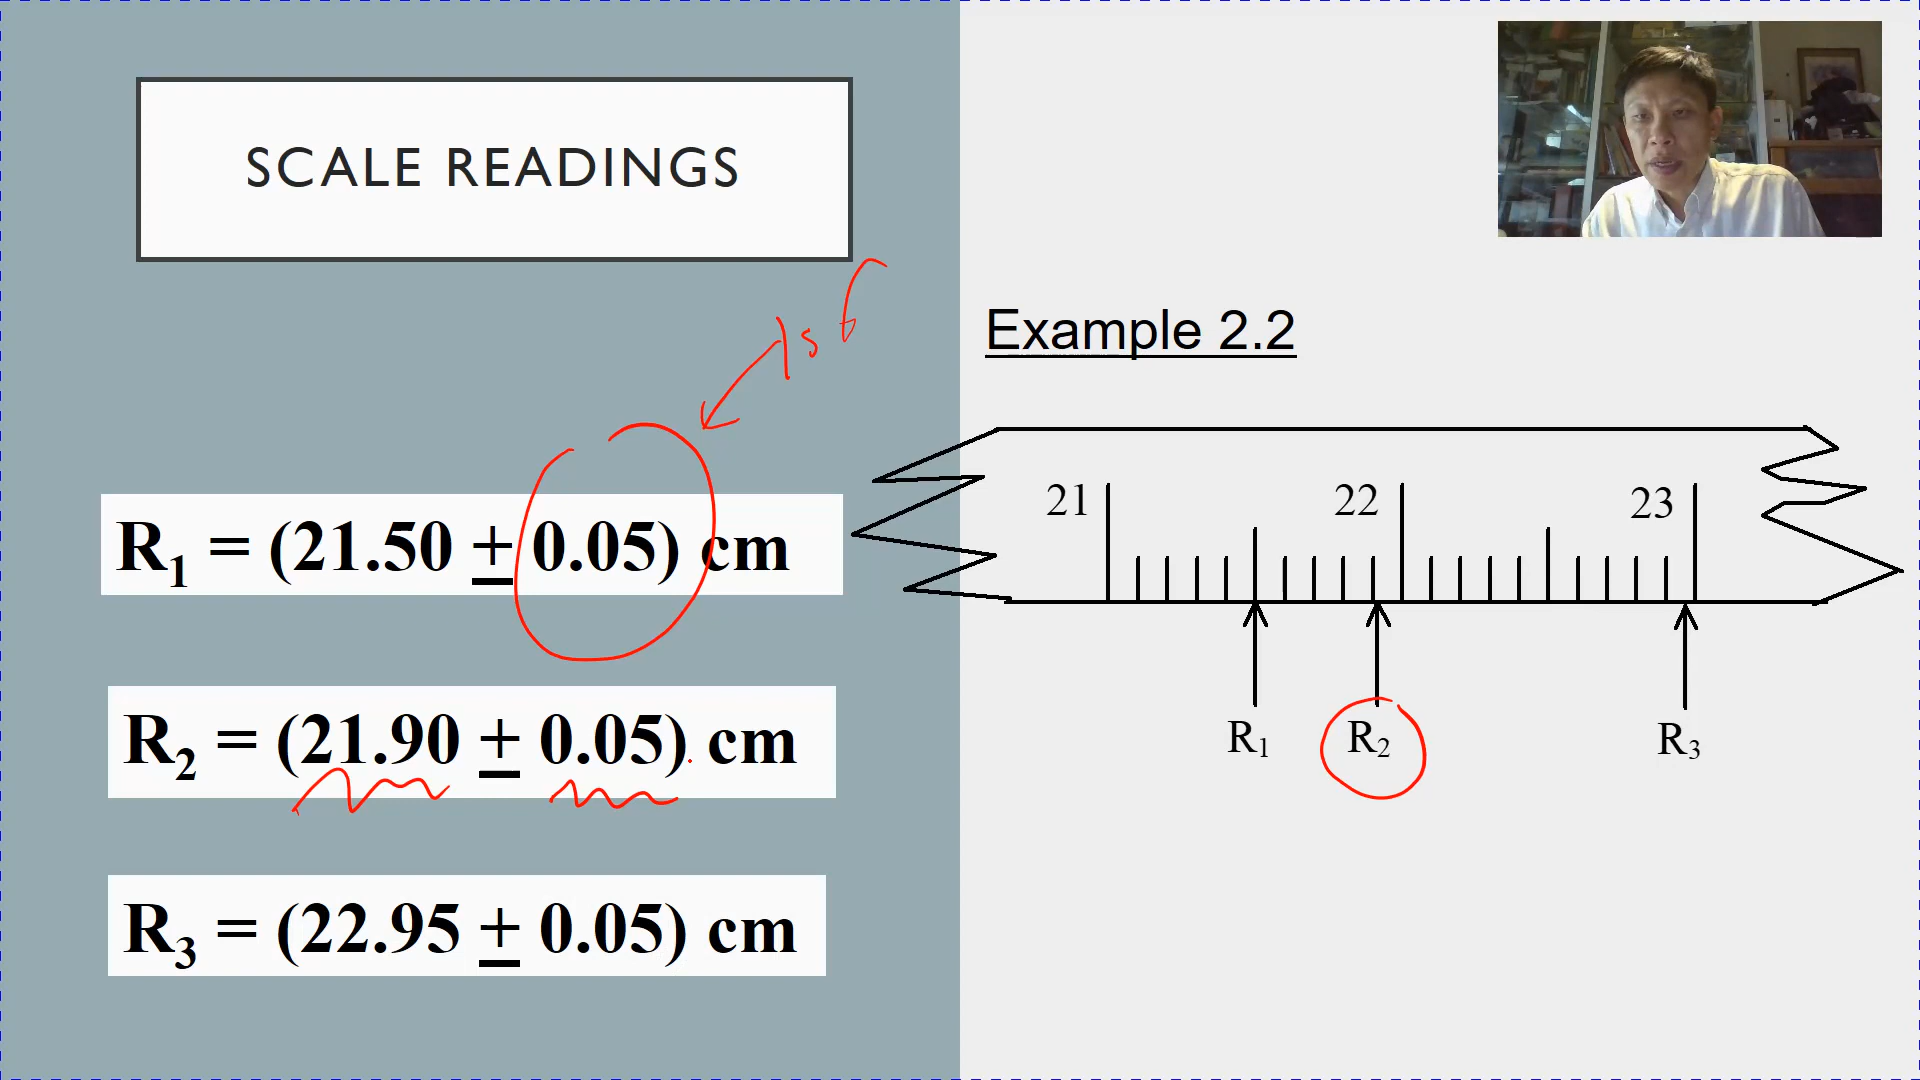 SCALE READINGS
1 s f
Example 2.2
21 22 23
R₁ = (21.50 ± 0.05) cm
R₂ = (21.90 ± 0.05) cm
R₃ = (22.95 ± 0.05) cm
R₁ R₂ R₃